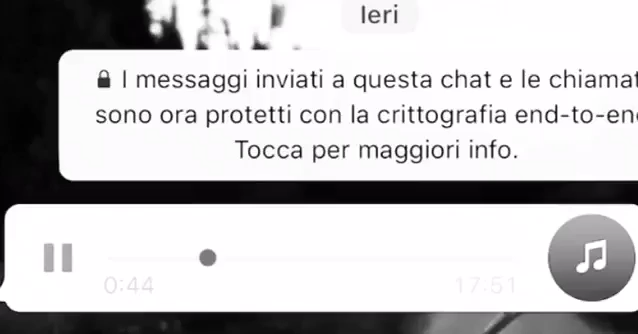 Ieri
I messaggi inviati a questa chat e le chiamat
sono ora protetti con la crittografia end-to-en
Tocca per maggiori info.
0:44
17:51